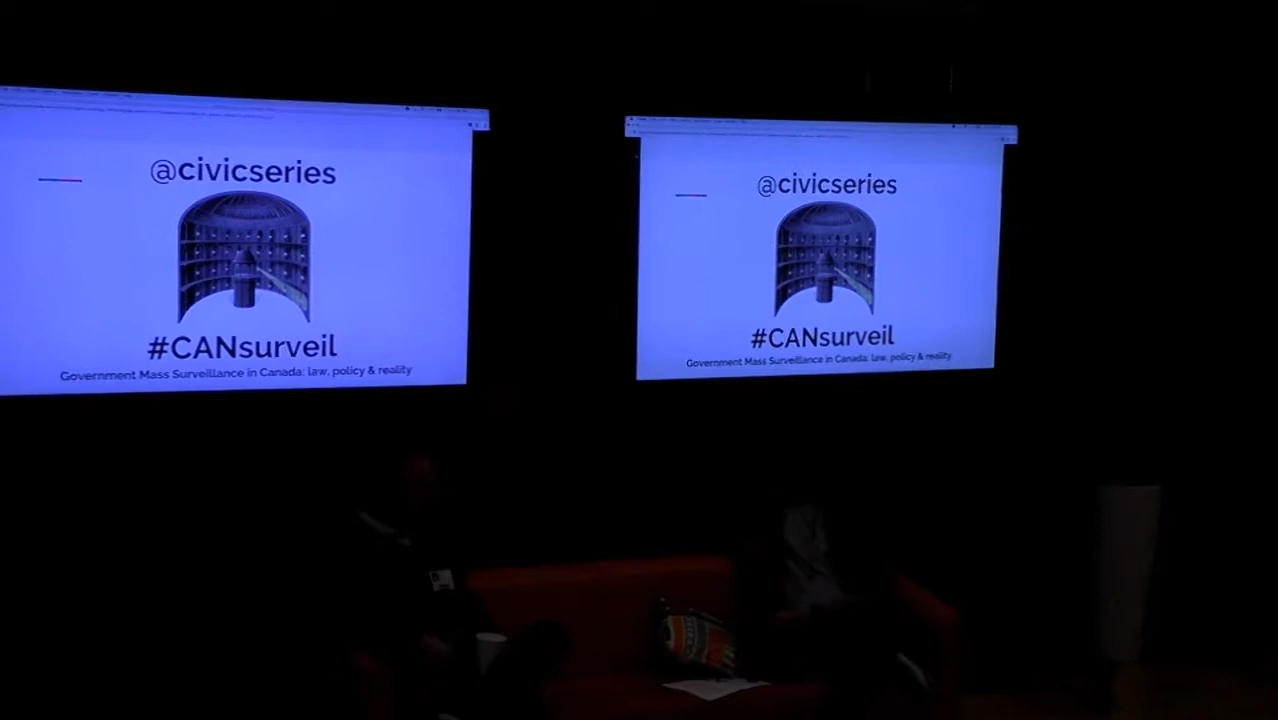 @civicseries
#CANsurveil
Government Mass Surveillance in Canada: law, policy & reality
@civicseries
#CANsurveil
Government Mass Surveillance in Canada: law, policy & reality